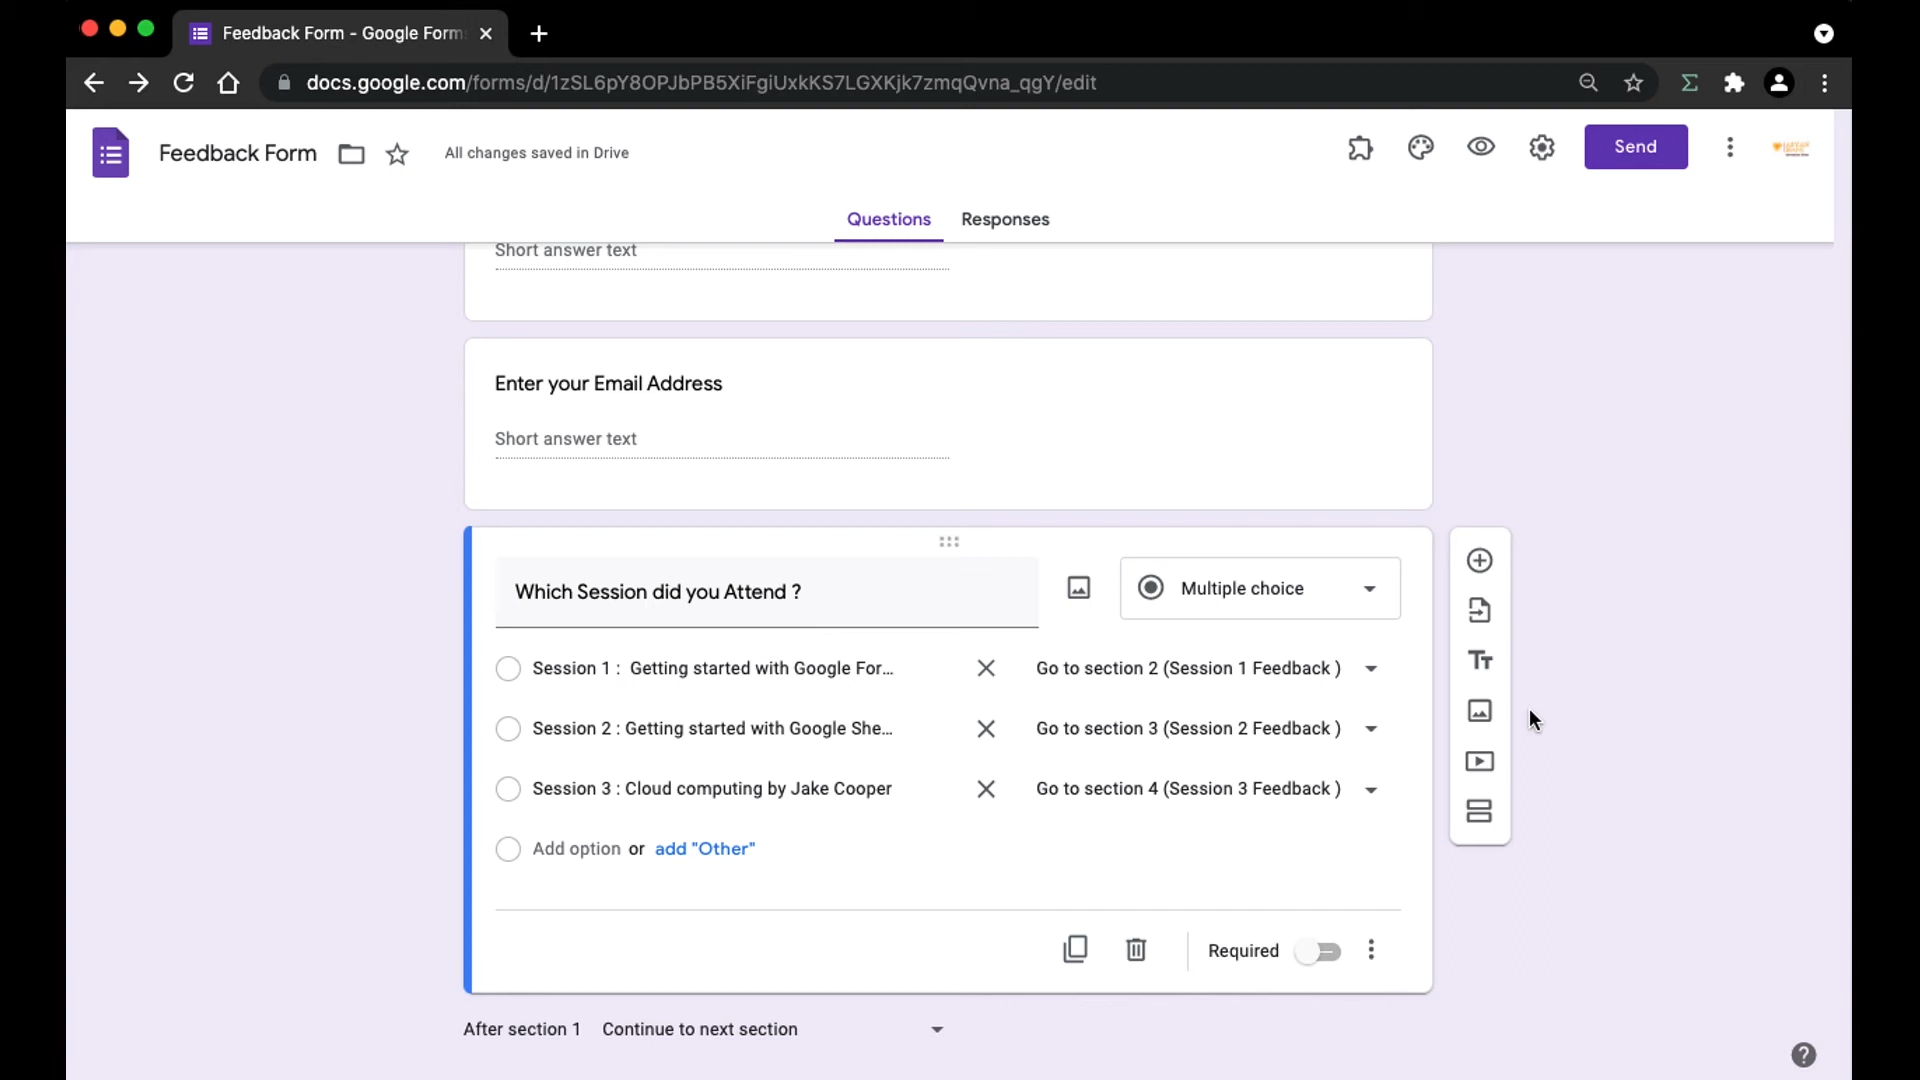 Feedback Form - Google Form
docs.google.com/forms/d/1zSL6pY8OPJbPB5XiFgiUxkKS7LGXKjk7zmqQvna_qgY/edit
Feedback Form
All changes saved in Drive
Send
Questions
Responses
Short answer text
Enter your Email Address
Short answer text
Which Session did you Attend ?
Multiple choice
Session 1 : Getting started with Google For...
Go to section 2 (Session 1 Feedback )
Session 2 : Getting started with Google She...
Go to section 3 (Session 2 Feedback )
Session 3 : Cloud computing by Jake Cooper
Go to section 4 (Session 3 Feedback )
Add option or add "Other"
Required
After section 1 Continue to next section